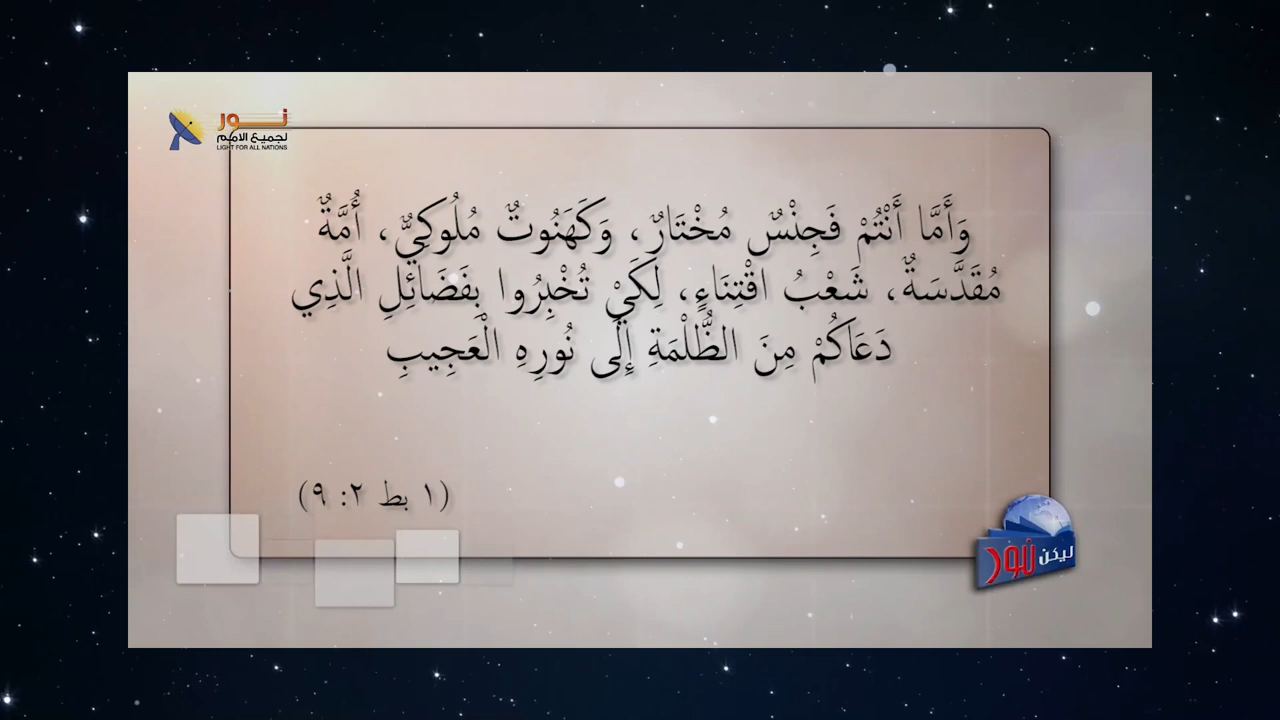 نور
لجميع الامم
LIGHT FOR ALL NATIONS
وَأَمَّا أَنْتُمْ فَجِنْسٌ مُخْتَارٌ، وَكَهَنُوتٌ مُلُوكِيٌّ، أُمَّةٌ
مُقَدَّسَةٌ، شَعْبُ اقْتِنَاءٍ، لِكَيْ تُخْبِرُوا بِفَضَائِلِ الَّذِي
دَعَاكُمْ مِنَ الظُّلْمَةِ إِلَى نُورِهِ الْعَجِيبِ
(١ بط ٢: ٩)
ليكن نور